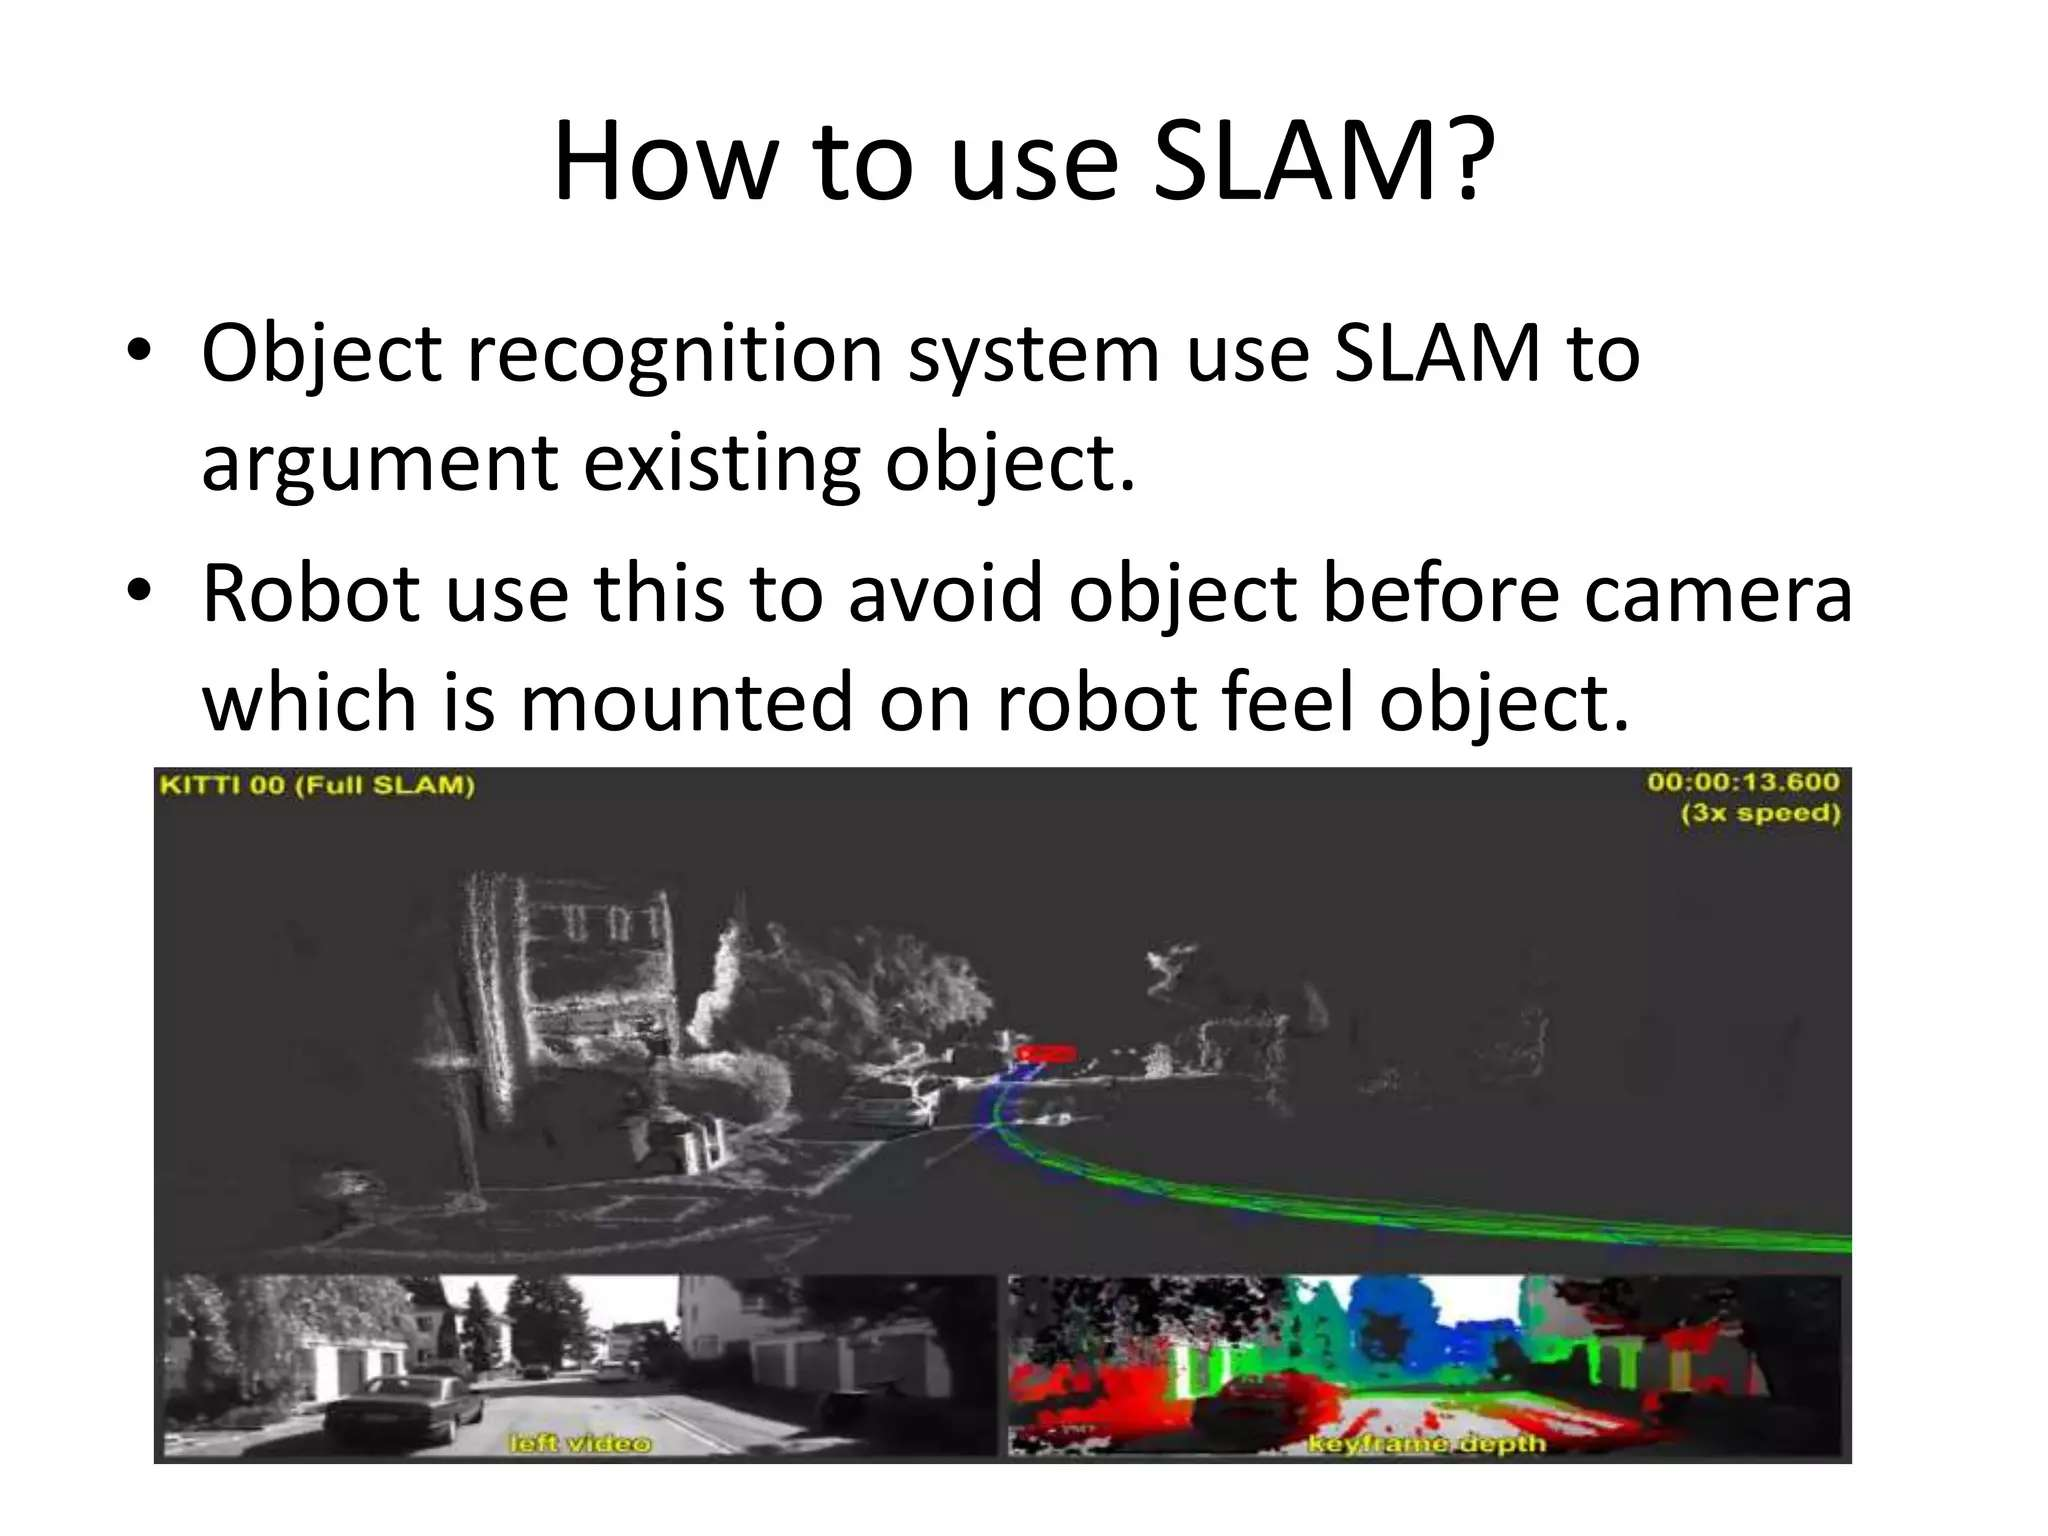 How to use SLAM?
• Object recognition system use SLAM to
argument existing object.
• Robot use this to avoid object before camera
which is mounted on robot feel object.
KITTI 00 (Full SLAM)
00:00:13.600
(3x speed)
left video
keyframe depth